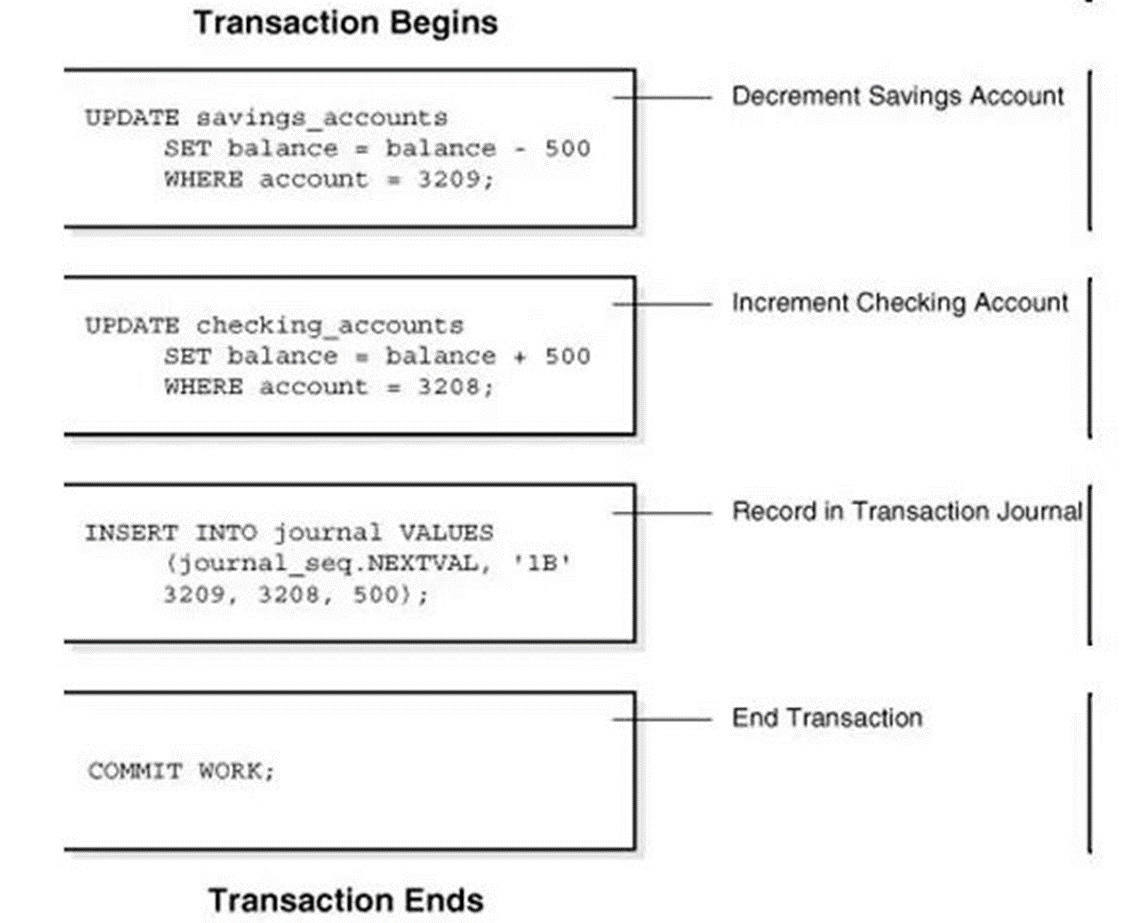 Transaction Begins
UPDATE savings_accounts
SET balance = balance - 500
WHERE account = 3209;
Decrement Savings Account
UPDATE checking_accounts
SET balance = balance + 500
WHERE account = 3208;
Increment Checking Account
INSERT INTO journal VALUES
(journal_seq.NEXTVAL, '1B'
3209, 3208, 500);
Record in Transaction Journal
COMMIT WORK;
End Transaction
Transaction Ends